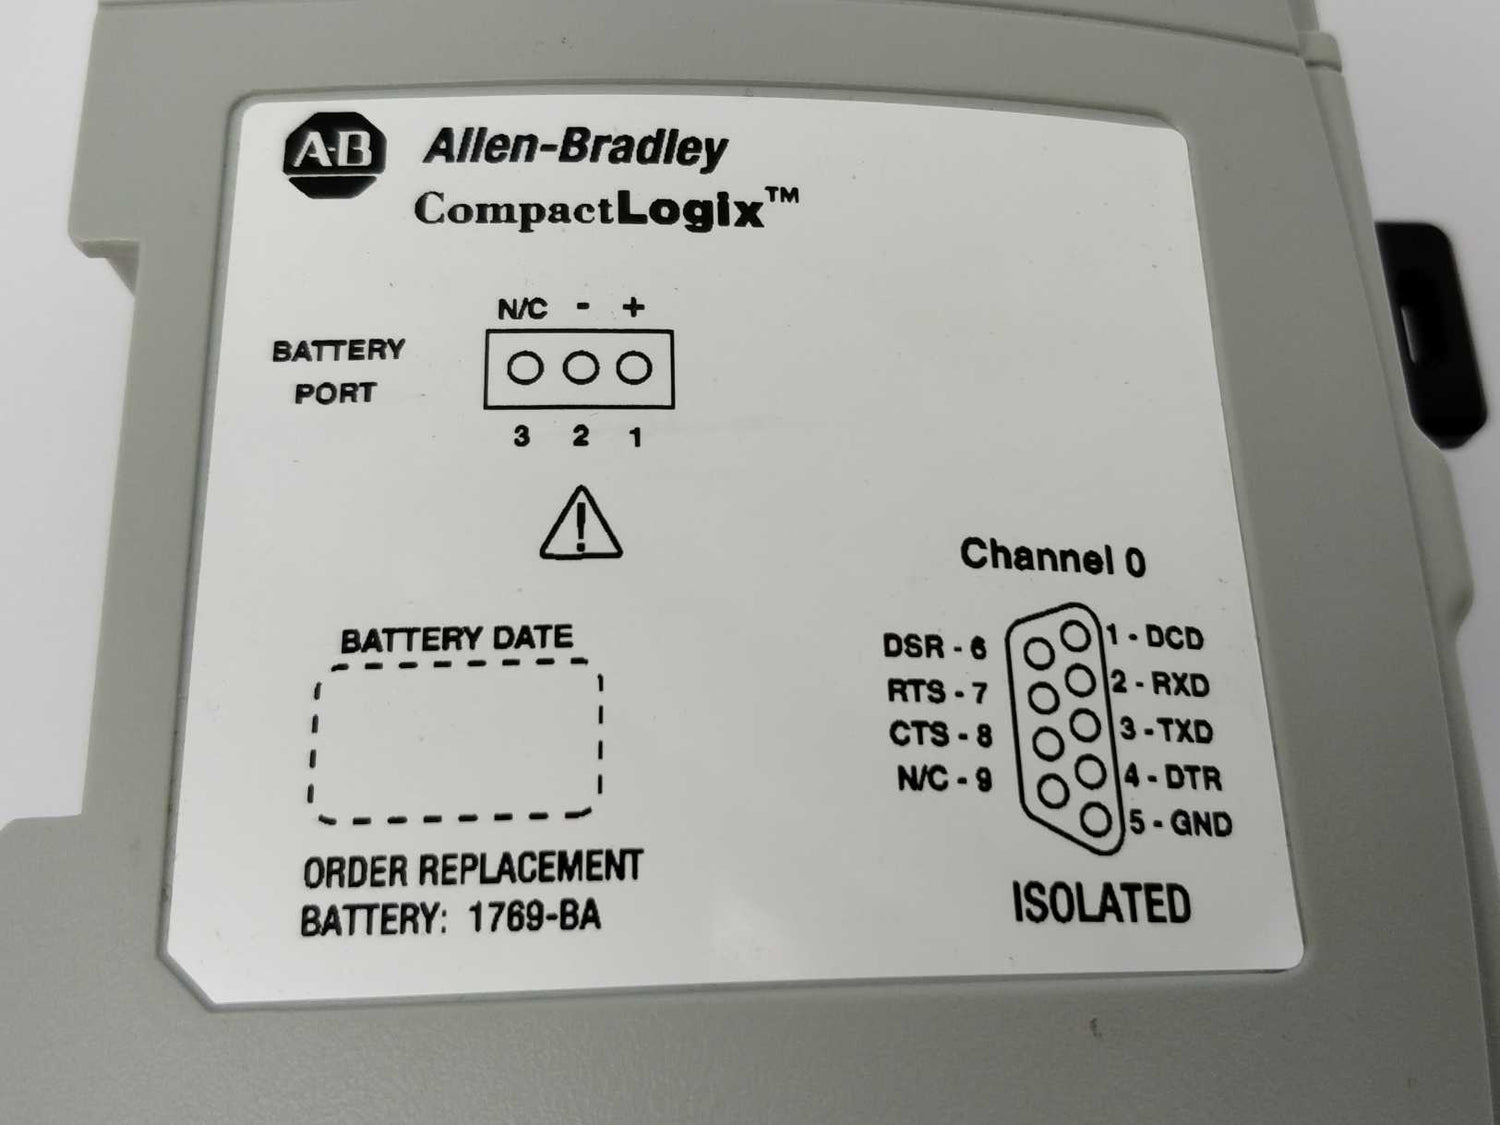 A-B
Allen-Bradley
CompactLogix™
N/C - +
BATTERY
PORT
3 2 1
!
BATTERY DATE
ORDER REPLACEMENT
BATTERY: 1769-BA
Channel 0
DSR - 6
RTS - 7
CTS - 8
N/C - 9
1 - DCD
2 - RXD
3 - TXD
4 - DTR
5 - GND
ISOLATED